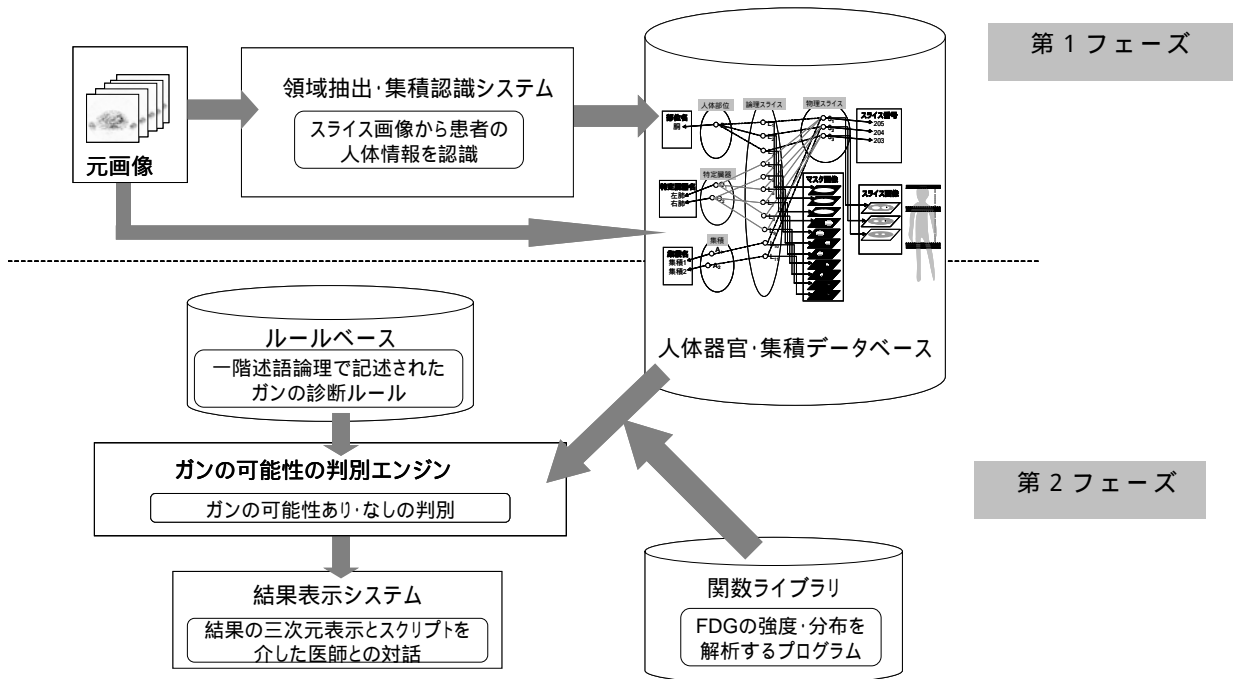 第1フェーズ
元画像
領域抽出・集積認識システム
スライス画像から患者の
人体情報を認識
人体部位
論理スライス
物理スライス
部位名
胴
スライス番号
205
204
203
特定臓器
特定臓器名
左肺
右肺
マスク画像
スライス画像
集積
集積名
集積1
集積2
人体器官・集積データベース
ルールベース
一階述語論理で記述された
ガンの診断ルール
ガンの可能性の判別エンジン
ガンの可能性あり・なしの判別
第2フェーズ
結果表示システム
結果の三次元表示とスクリプトを
介した医師との対話
関数ライブラリ
FDGの強度・分布を
解析するプログラム